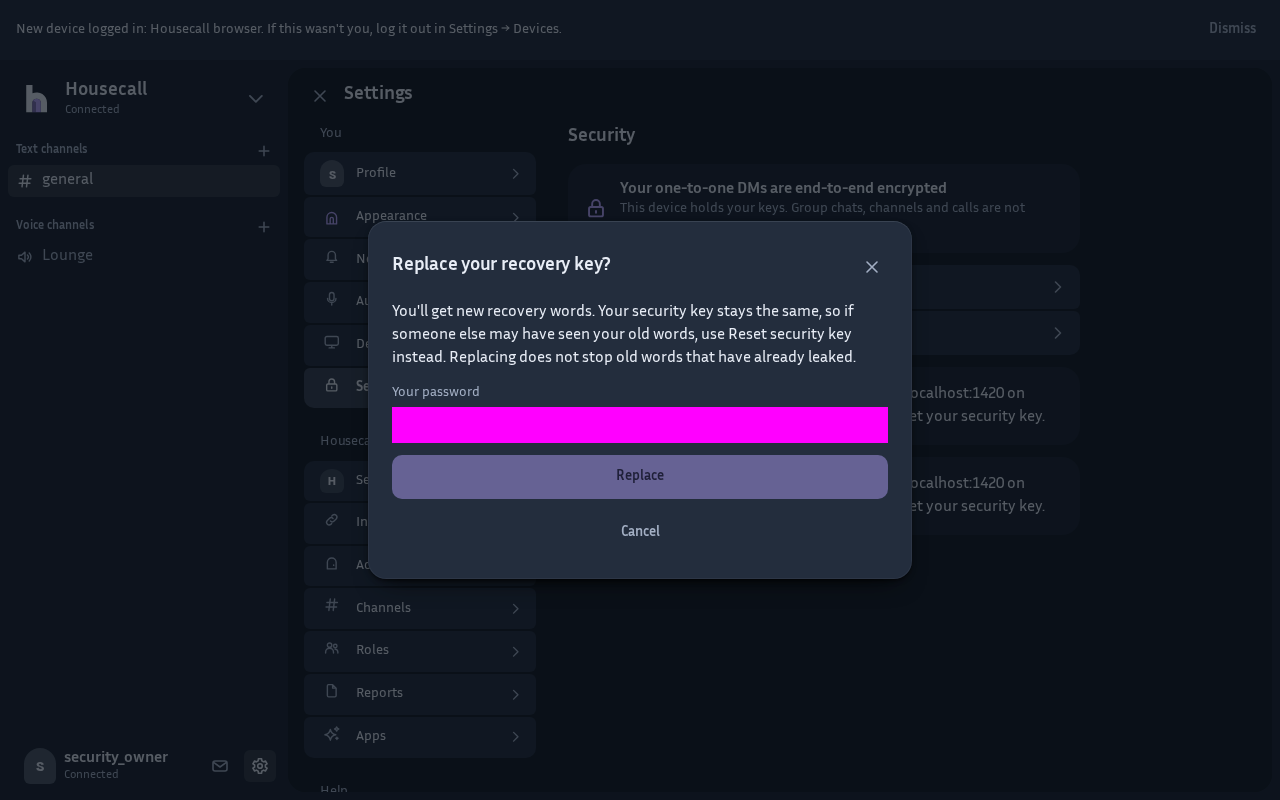 New device logged in: Housecall browser. If this wasn't you, log it out in Settings → Devices.
Dismiss
Housecall
Connected
Text channels
general
Voice channels
Lounge
security_owner
Connected
S
Settings
You
S
Profile
Appearance
Housec
H
Channels
Roles
Reports
Apps
Help
Security
Your one-to-one DMs are end-to-end encrypted
This device holds your keys. Group chats, channels and calls are not
ocalhost:1420 on
et your security key.
ocalhost:1420 on
et your security key.
Replace your recovery key?
You'll get new recovery words. Your security key stays the same, so if
someone else may have seen your old words, use Reset security key
instead. Replacing does not stop old words that have already leaked.
Your password
Replace
Cancel